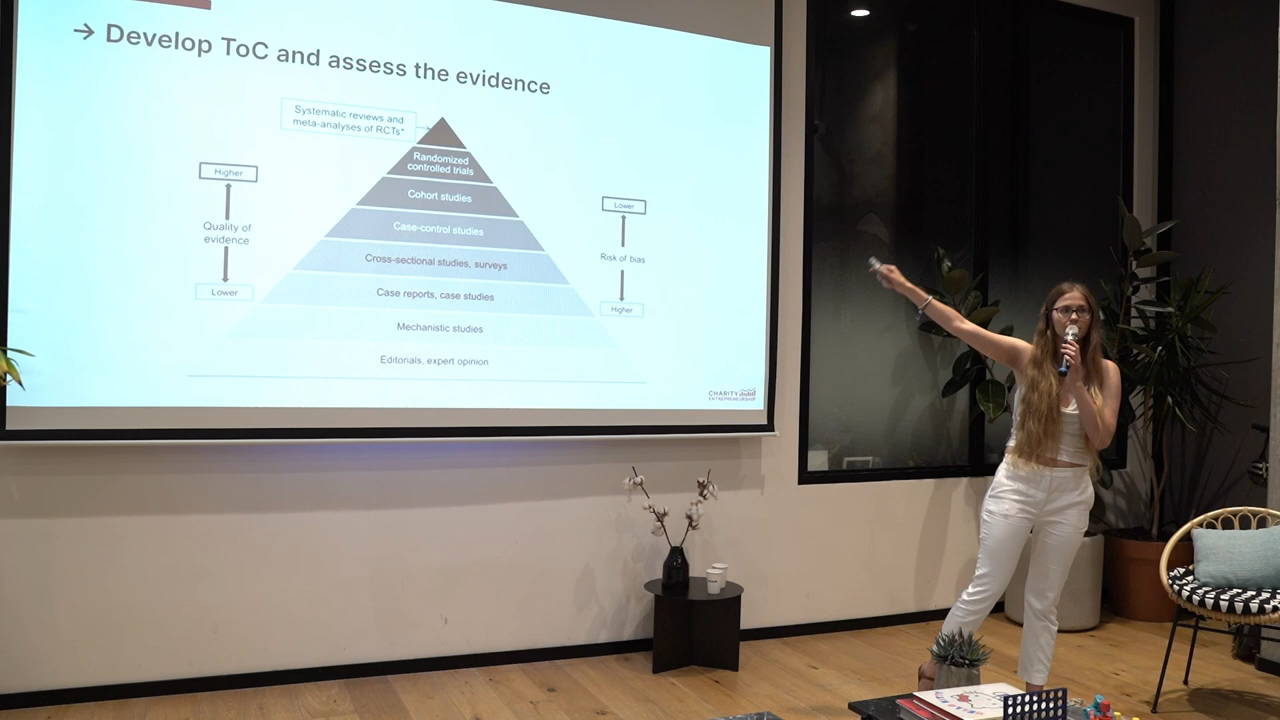 → Develop ToC and assess the evidence
Systematic reviews and
meta-analyses of RCTs*
Randomized
controlled trials
Cohort studies
Case-control studies
Cross-sectional studies, surveys
Case reports, case studies
Mechanistic studies
Editorials, expert opinion
Higher
Quality of
evidence
Lower
Lower
Risk of bias
Higher
CHARITY
ENTREPRENEURSHIP